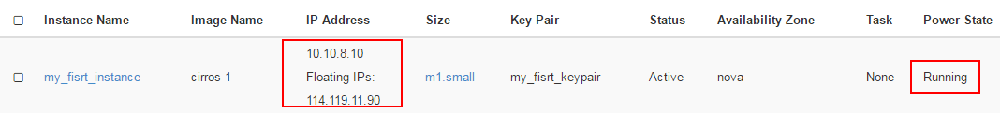 Instance Name Image Name IP Address Size Key Pair Status Availability Zone Task Power State
10.10.8.10
my_fisrt_instance cirros-1 Floating IPs: m1.small my_fisrt_keypair Active nova None Running
114.119.11.90